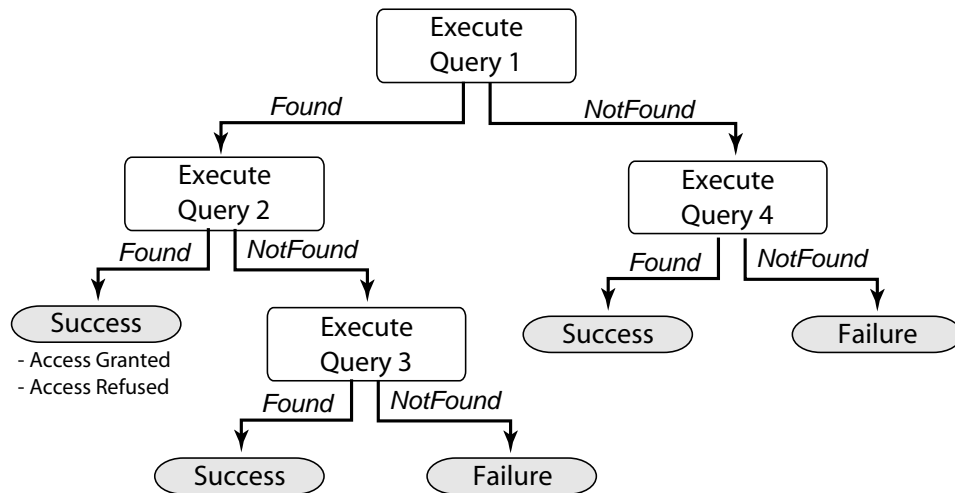 Execute
Query 1
Found
NotFound
Execute
Query 2
Execute
Query 4
Found
NotFound
Found
NotFound
Success
- Access Granted
- Access Refused
Execute
Query 3
Success
Failure
Found
NotFound
Success
Failure